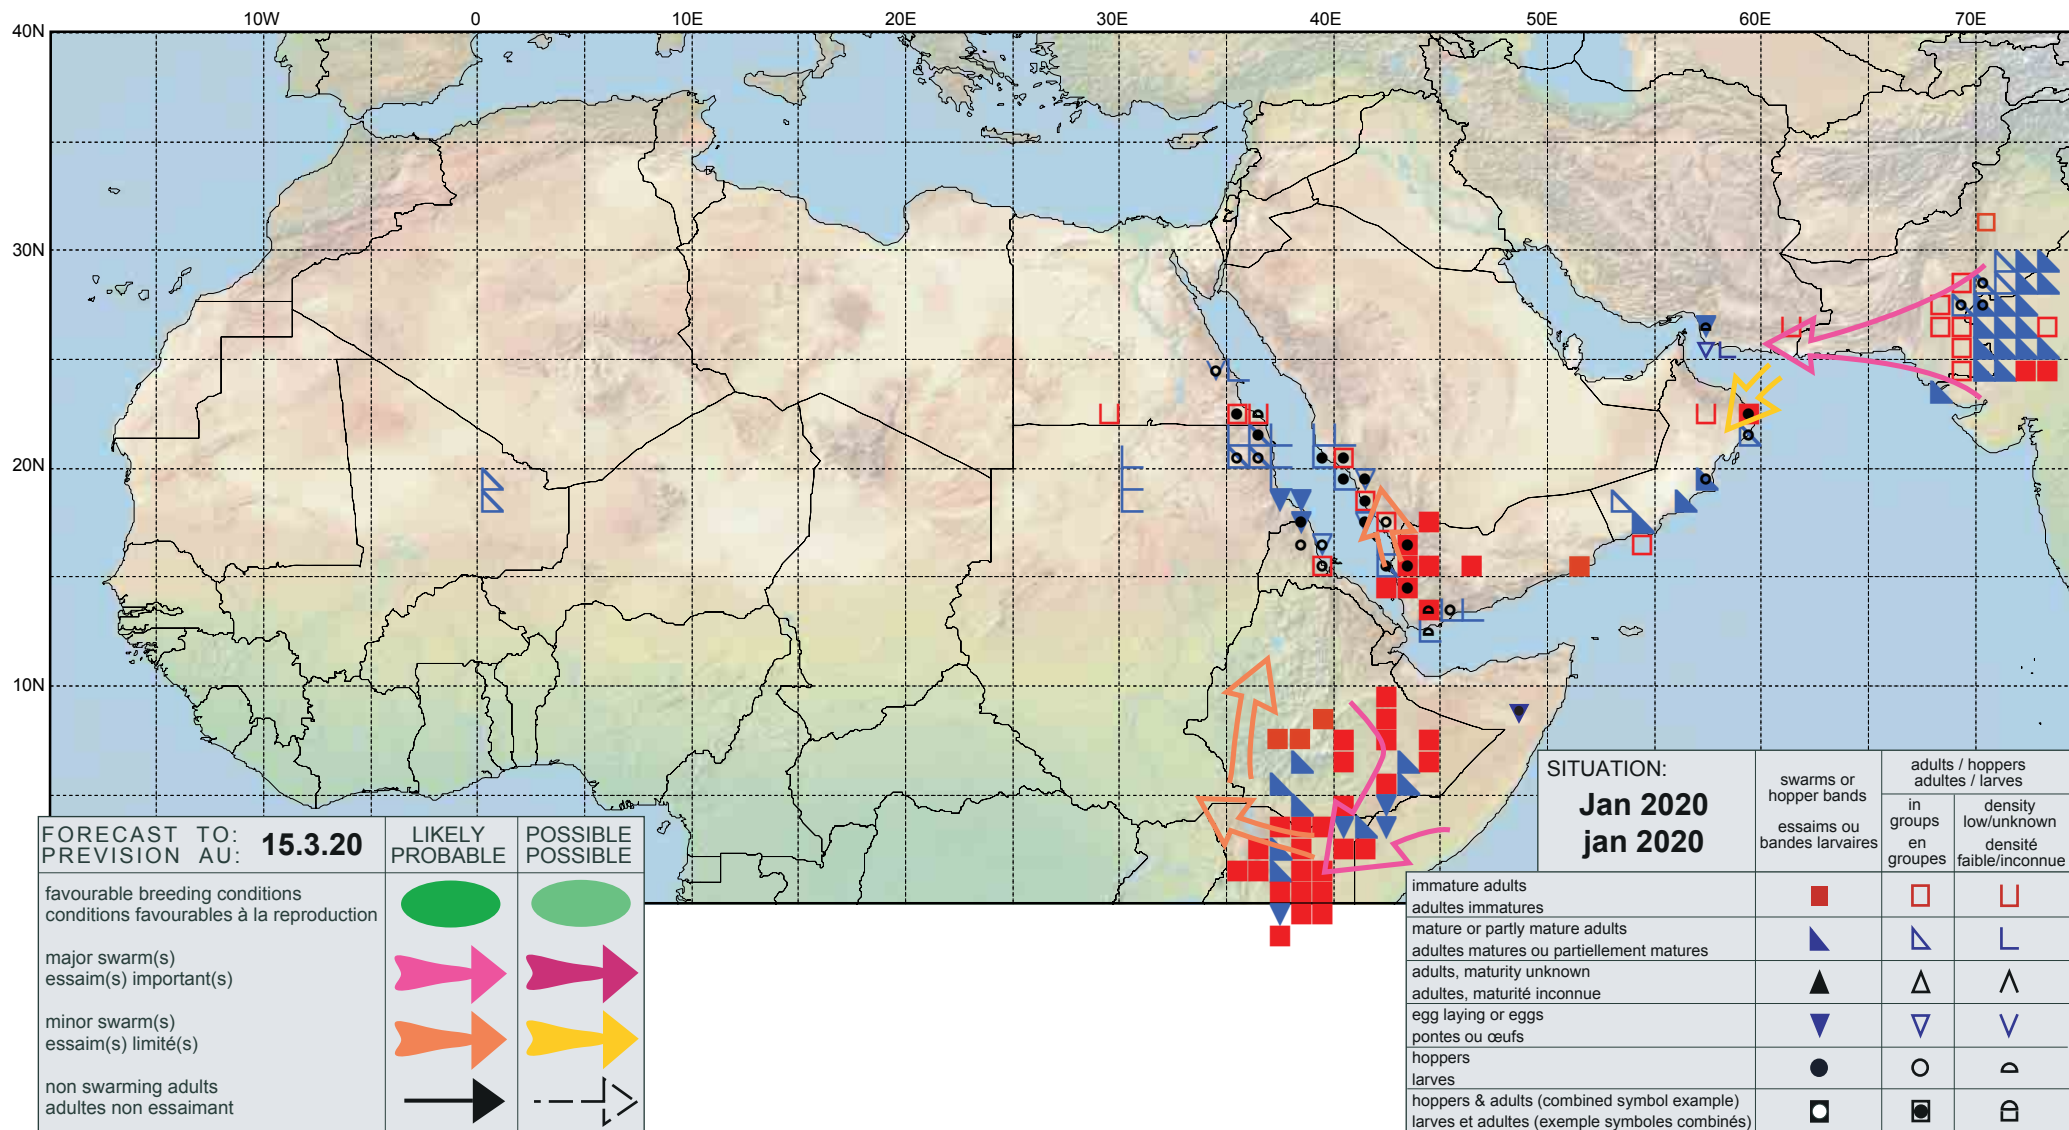 10W 0 10E 20E 30E 40E 50E 60E 70E
40N
30N
20N
10N
FORECAST TO:
PREVISION AU:
15.3.20
LIKELY
PROBABLE
POSSIBLE
POSSIBLE
favourable breeding conditions
conditions favourables à la reproduction
major swarm(s)
essaim(s) important(s)
minor swarm(s)
essaim(s) limité(s)
non swarming adults
adultes non essaimant
SITUATION:
Jan 2020
jan 2020
swarms or
hopper bands
essaims ou
bandes larvaires
adults / hoppers
adultes / larves
in
groups
en
groupes
density
low/unknown
densité
faible/inconnue
immature adults
adultes immatures
mature or partly mature adults
adultes matures ou partiellement matures
adults, maturity unknown
adultes, maturité inconnue
egg laying or eggs
pontes ou œufs
hoppers
larves
hoppers & adults (combined symbol example)
larves et adultes (exemple symboles combinés)